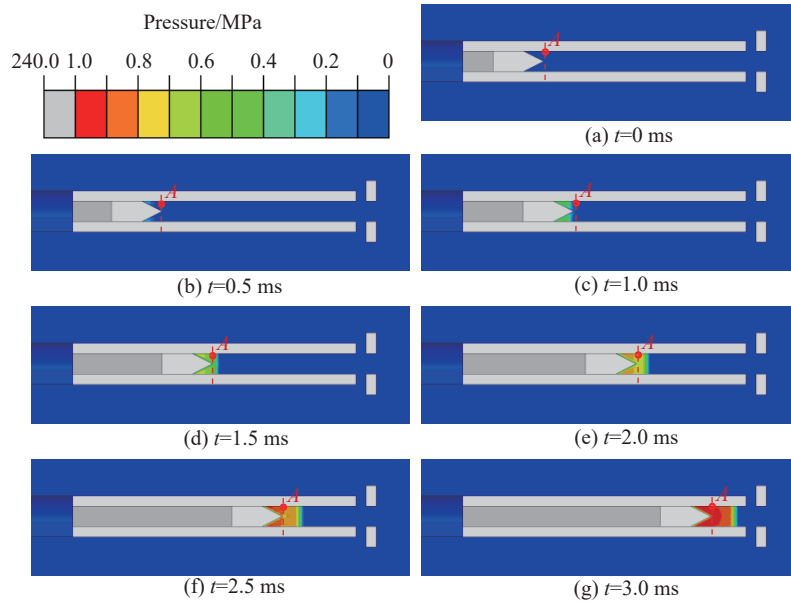 Pressure/MPa
240.0 1.0 0.8 0.6 0.4 0.2 0
A
(a) t=0 ms
A
(b) t=0.5 ms
A
(c) t=1.0 ms
A
(d) t=1.5 ms
A
(e) t=2.0 ms
A
(f) t=2.5 ms
A
(g) t=3.0 ms